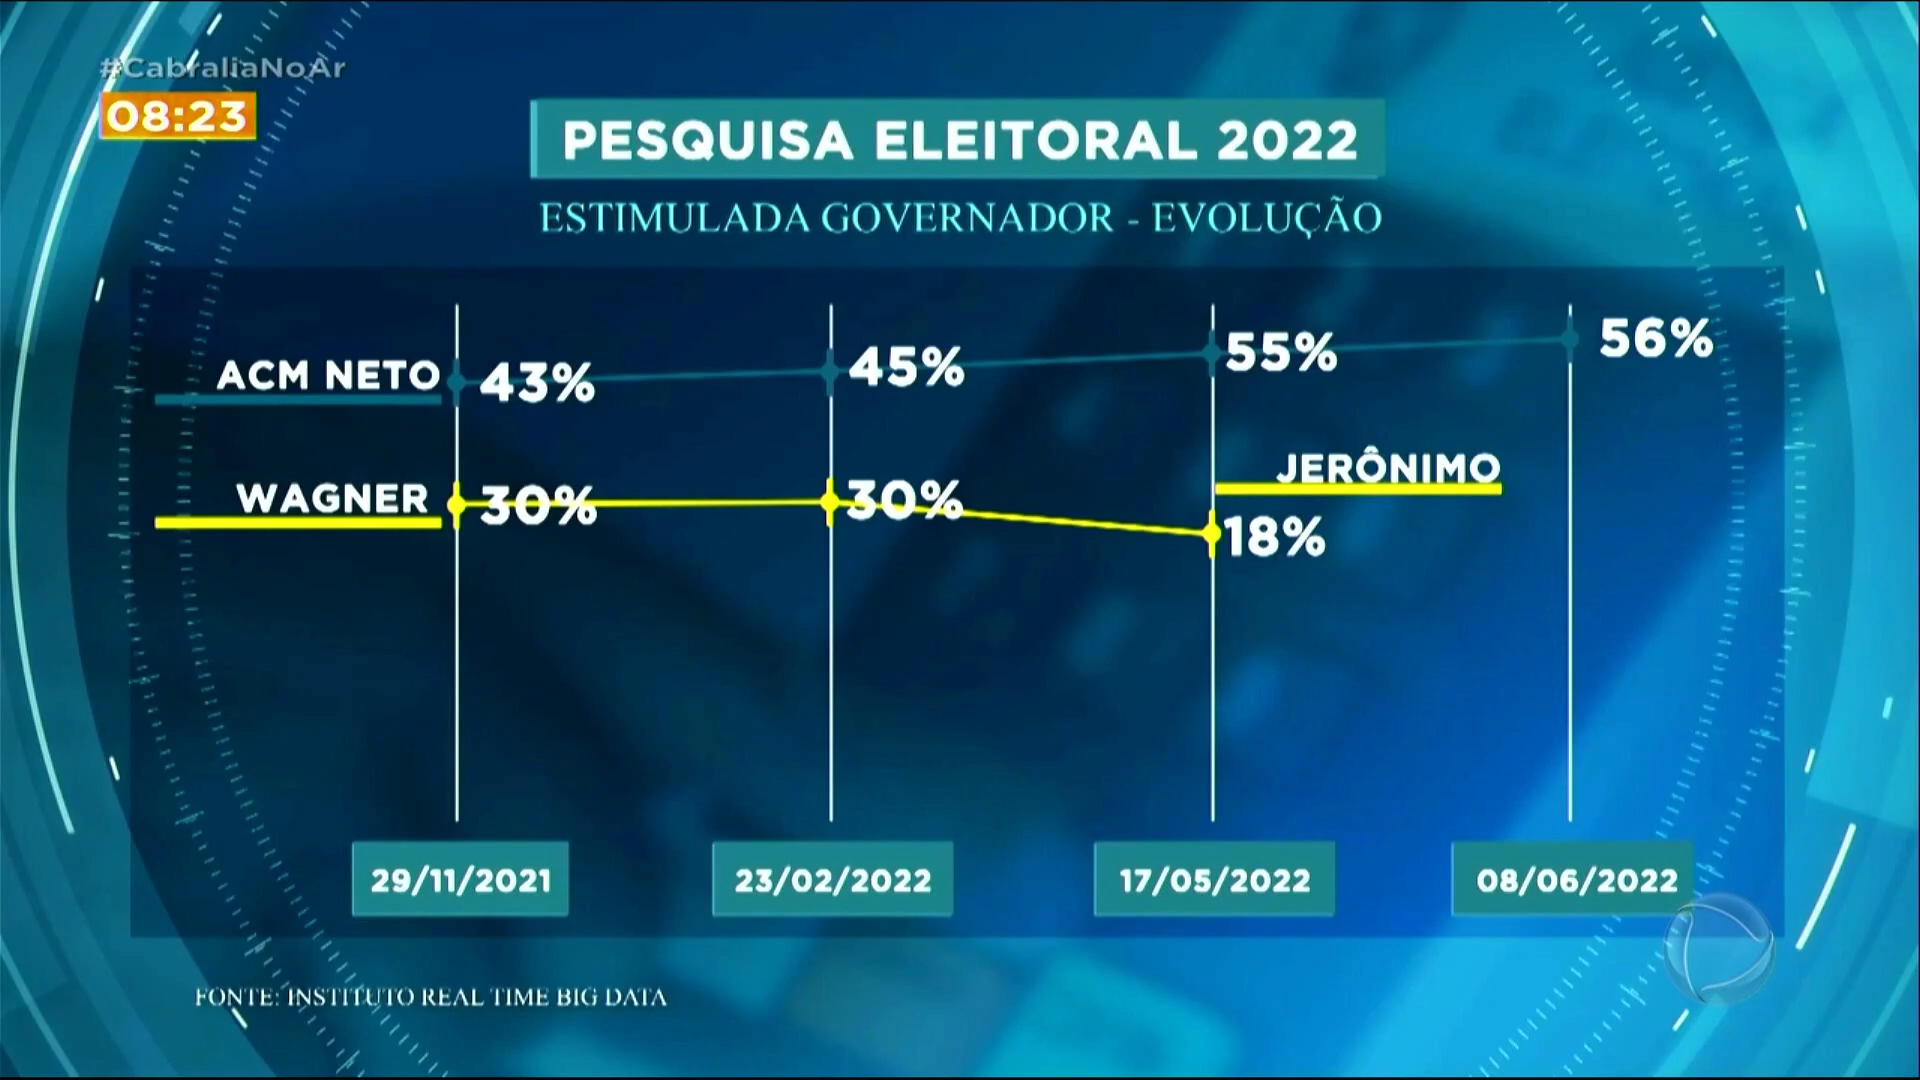 #CabraliaNoAr
08:23
PESQUISA ELEITORAL 2022
ESTIMULADA GOVERNADOR - EVOLUÇÃO
ACM NETO
43%
45%
55%
56%
WAGNER
30%
30%
JERÔNIMO
18%
29/11/2021
23/02/2022
17/05/2022
08/06/2022
FONTE: INSTITUTO REAL TIME BIG DATA